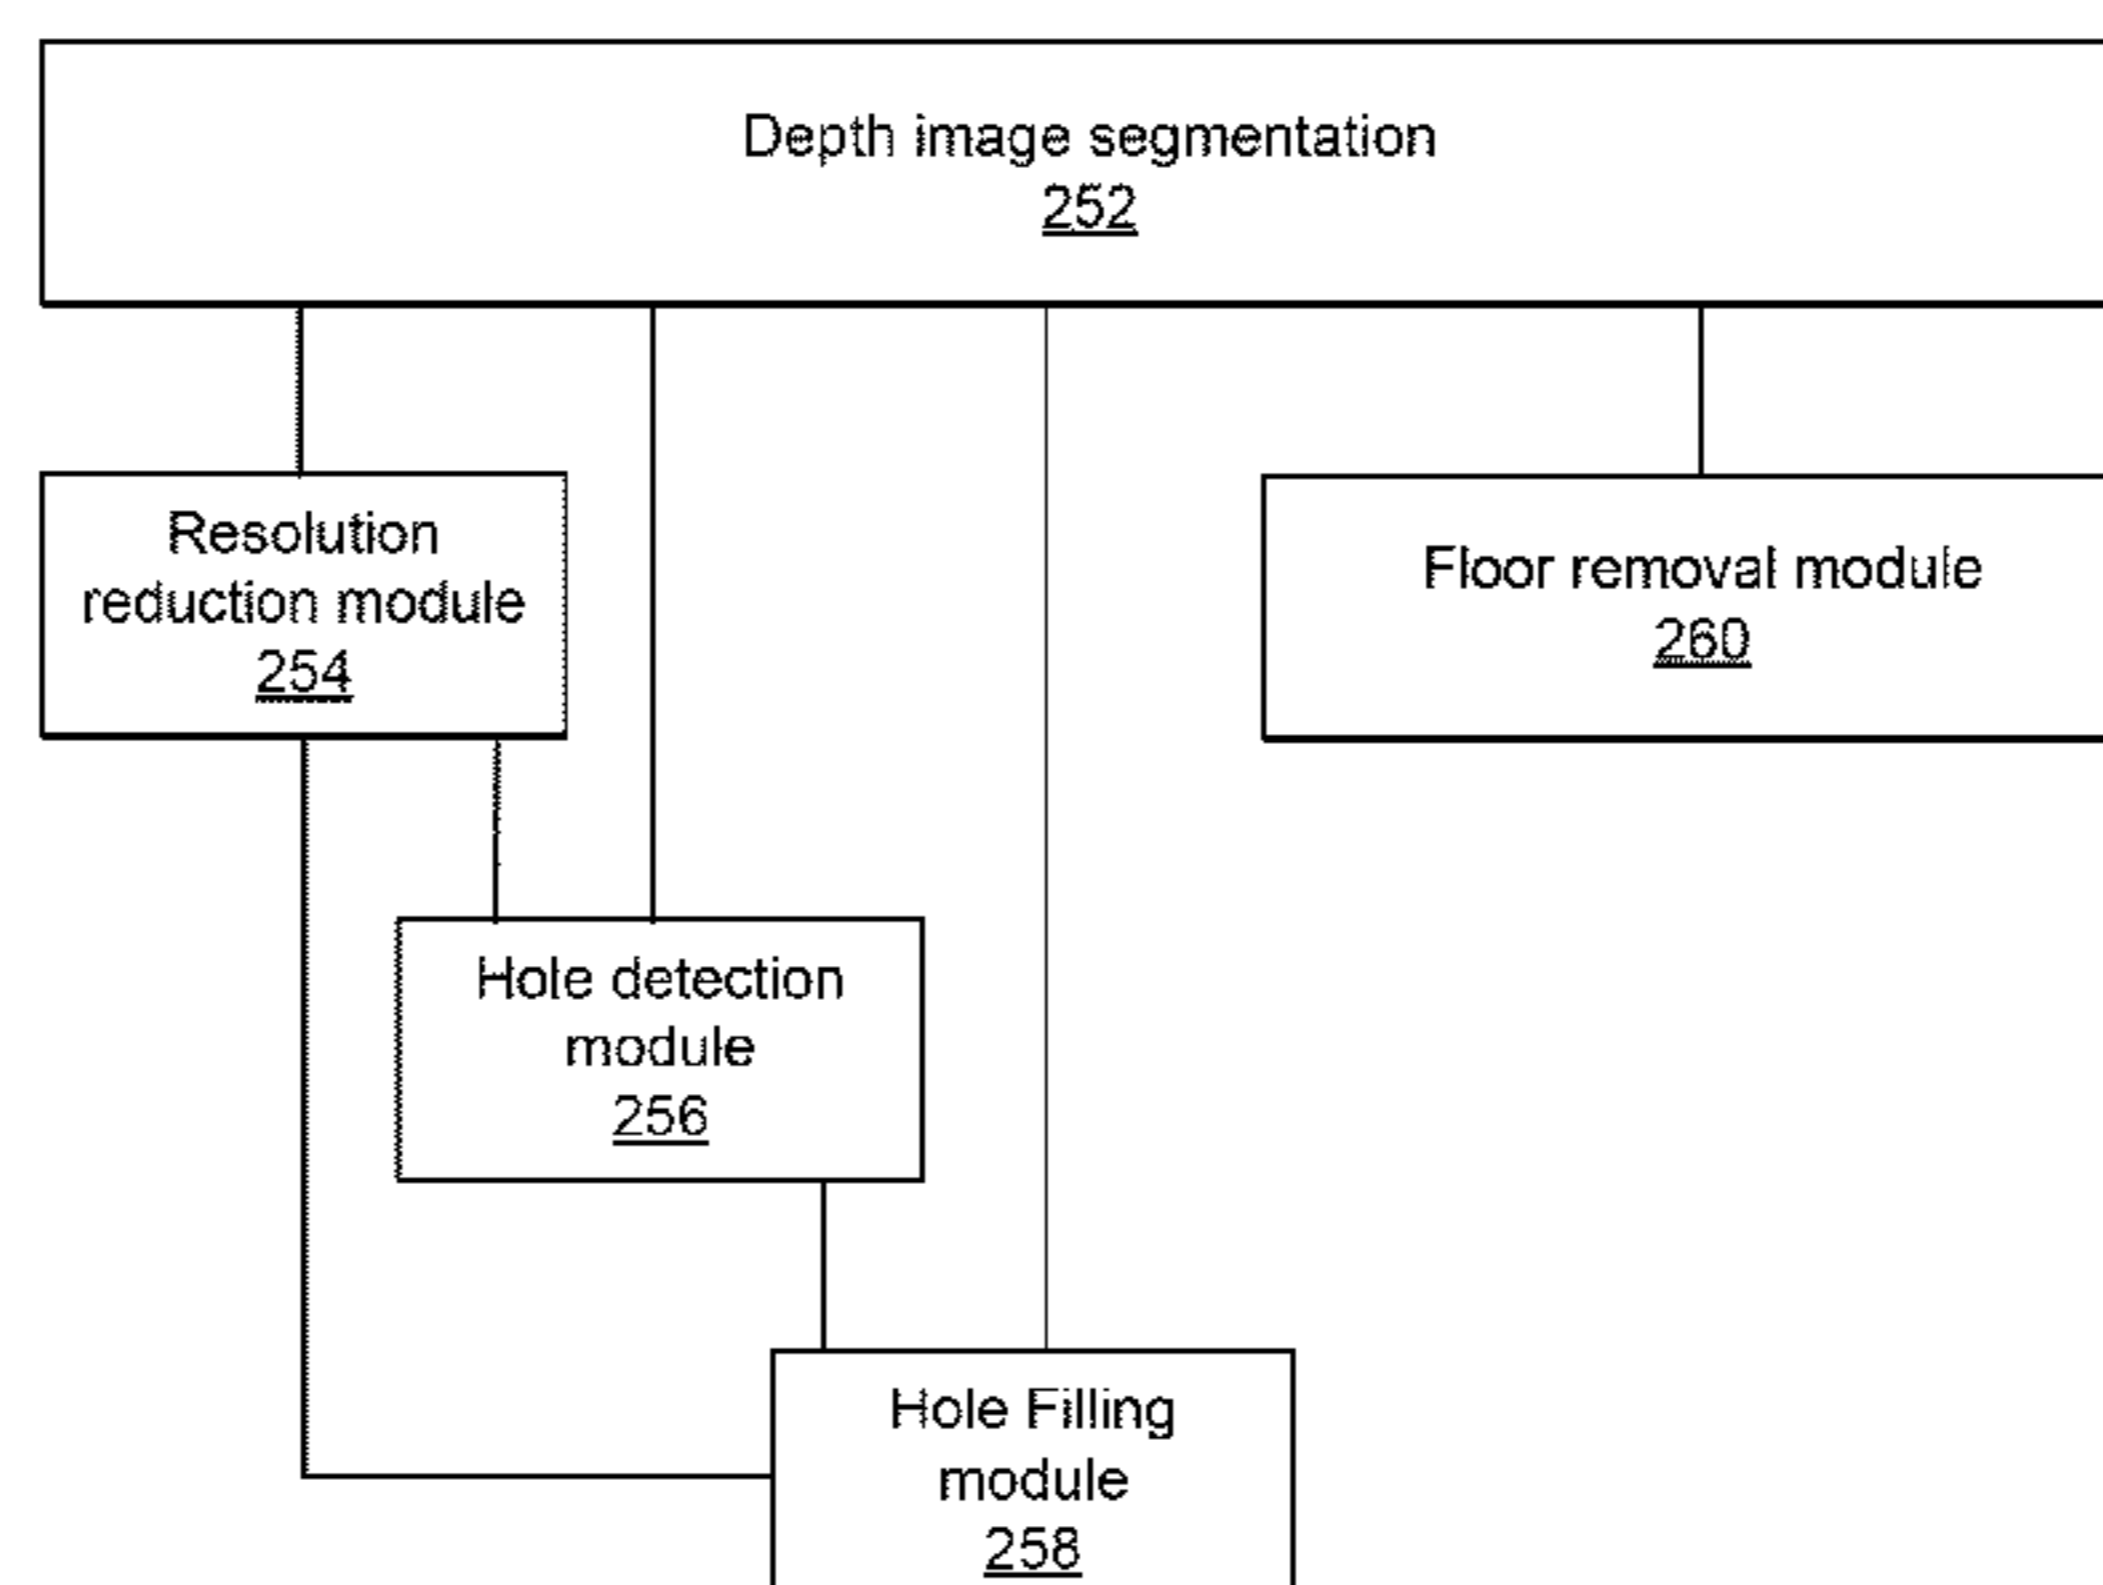 Depth image segmentation
252
Resolution
reduction module
254
Floor removal module
260
Hole detection
module
256
Hole Filling
module
258